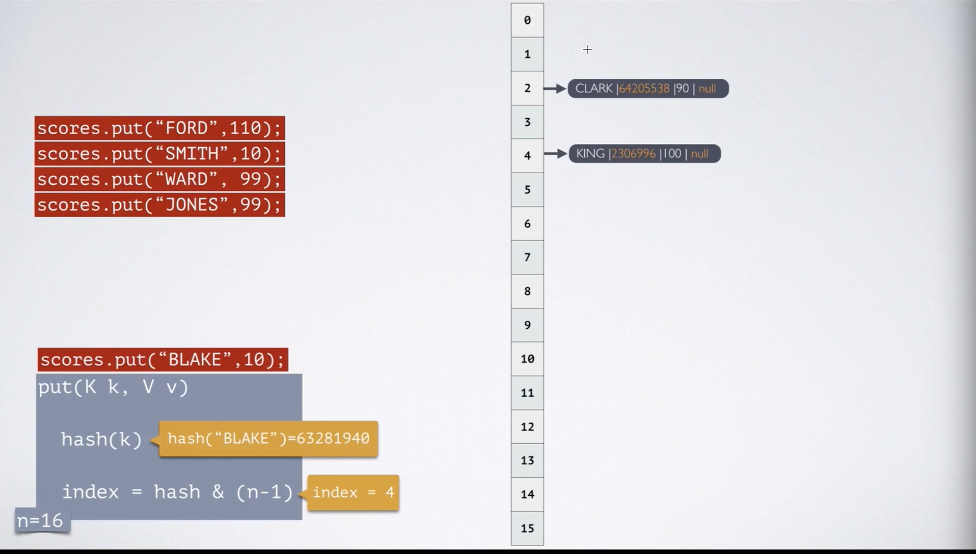 scores.put(“FORD”,110);
scores.put(“SMITH”,10);
scores.put(“WARD”, 99);
scores.put(“JONES”,99);
scores.put(“BLAKE”,10);
put(K k, V v)
hash(k)
hash(“BLAKE”)=63281940
index = hash & (n-1)
index = 4
n=16
0
1
2
CLARK |64205538 |90 | null
3
4
KING |2306996 |100 | null
5
6
7
8
9
10
11
12
13
14
15